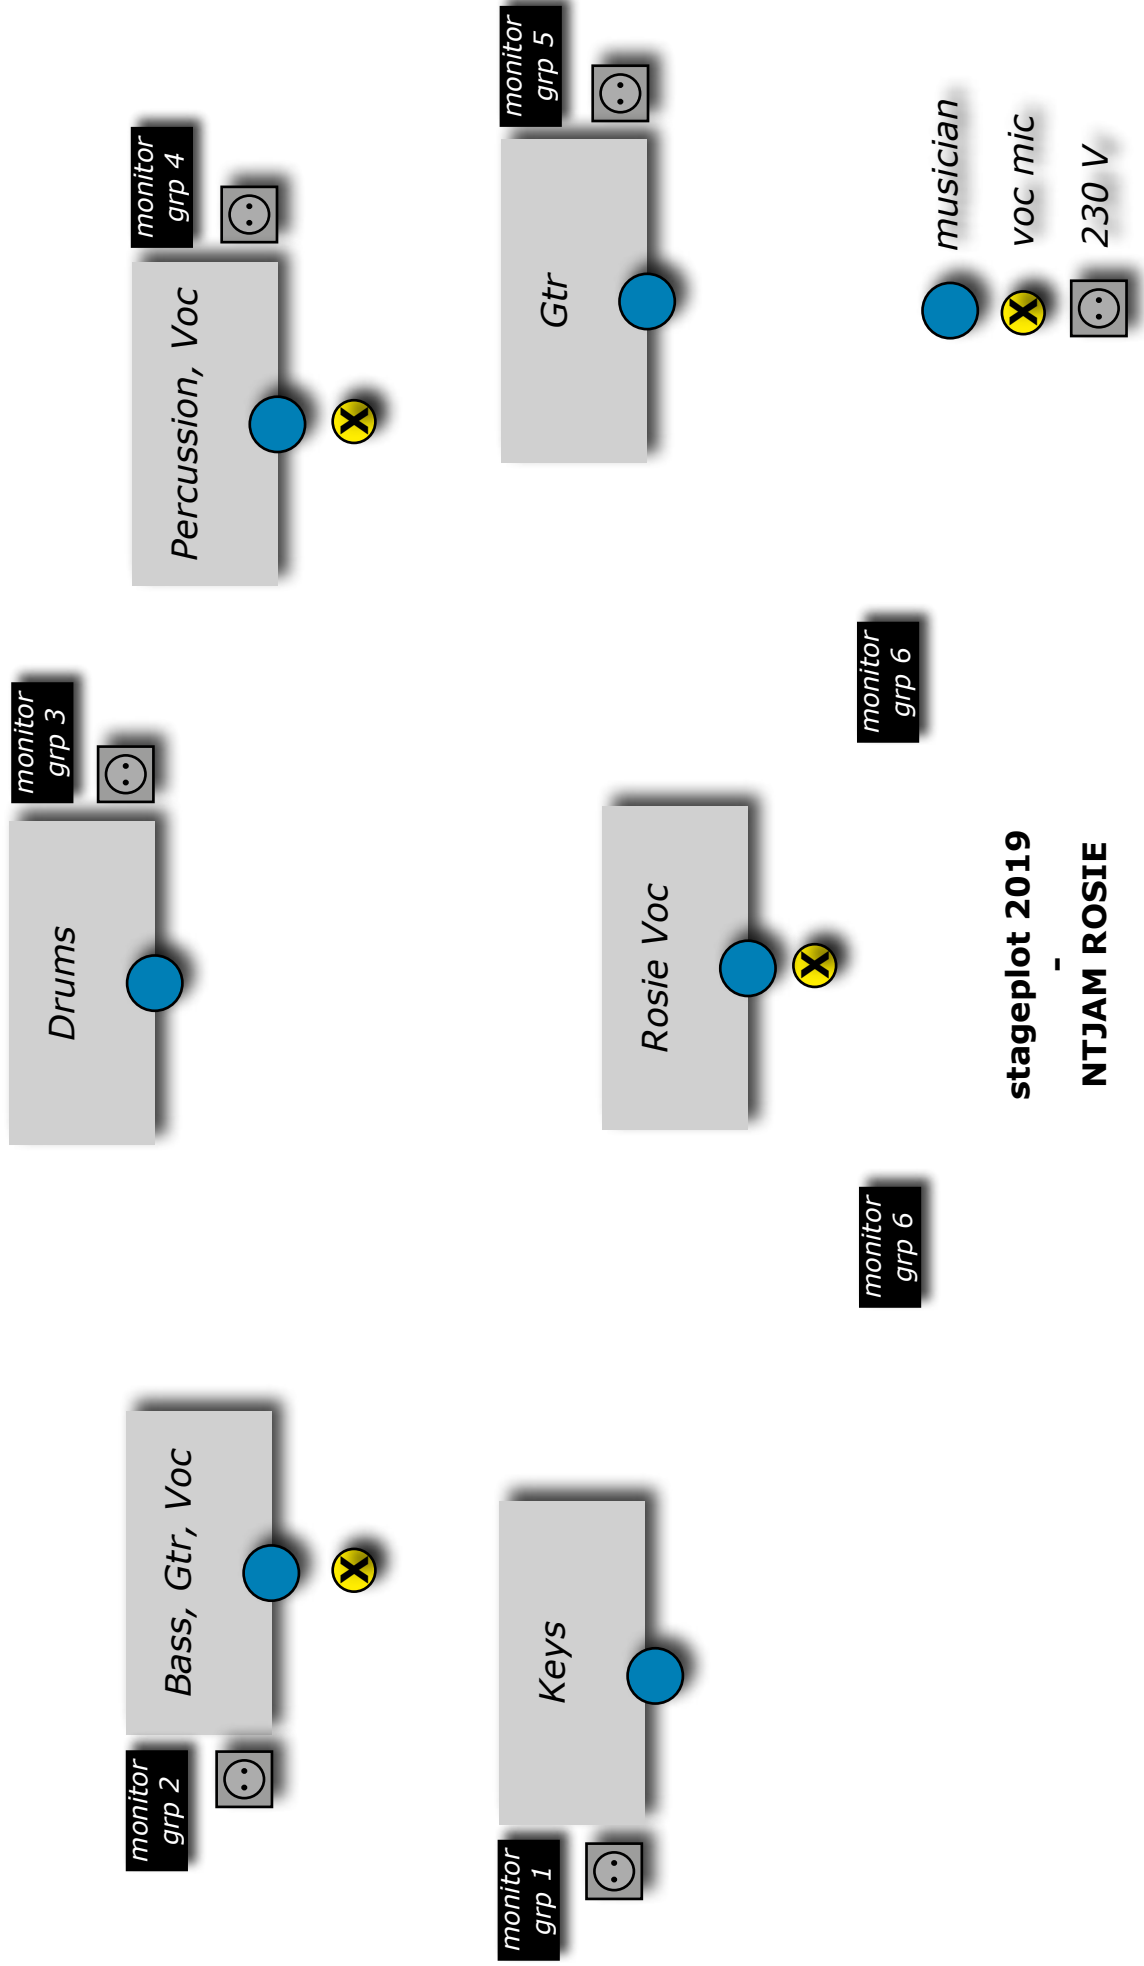 monitor
grp 3
Drums
monitor
grp 2
Bass, Gtr, Voc
Percussion, Voc
monitor
grp 4
X
X
monitor
grp 1
Keys
Gtr
monitor
grp 5
Rosie Voc
X
monitor
grp 6
monitor
grp 6
stageplot 2019
-
NTJAM ROSIE
musician
X voc mic
230 V